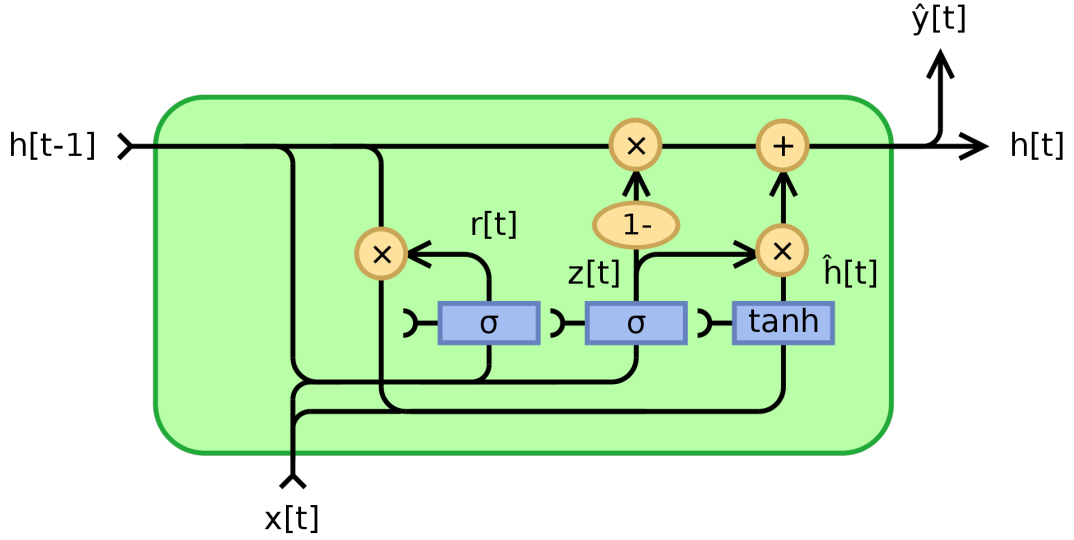 ŷ[t]
h[t-1]
×
+
h[t]
r[t]
1-
×
×
z[t]
ĥ[t]
σ
σ
tanh
x[t]